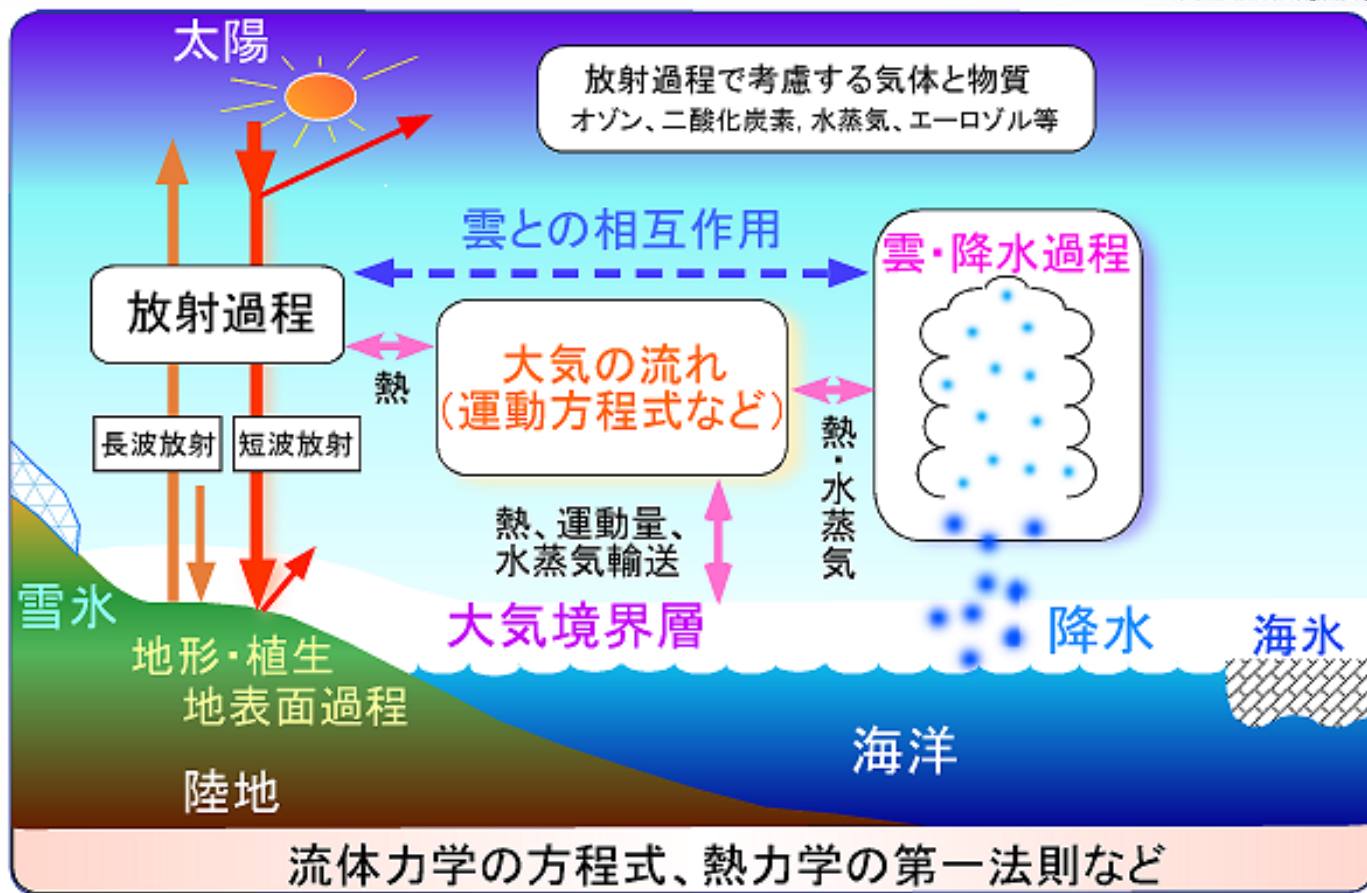 太陽
放射過程で考慮する気体と物質
オゾン、二酸化炭素, 水蒸気、エーロゾル等
雲との相互作用
雲・降水過程
放射過程
熱
大気の流れ
(運動方程式など)
長波放射
短波放射
熱・水蒸気
熱、運動量、
水蒸気輸送
雪氷
大気境界層
降水
海氷
地形・植生
地表面過程
海洋
陸地
流体力学の方程式、熱力学の第一法則など